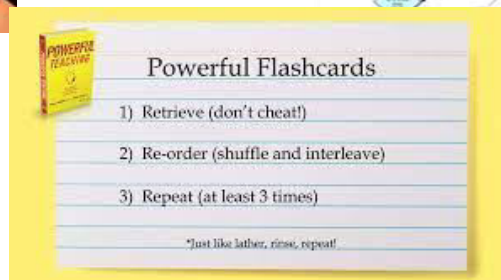 POWERFUL
TEACHING
Powerful Flashcards
1) Retrieve (don't cheat!)
2) Re-order (shuffle and interleave)
3) Repeat (at least 3 times)
*Just like lather, rinse, repeat!